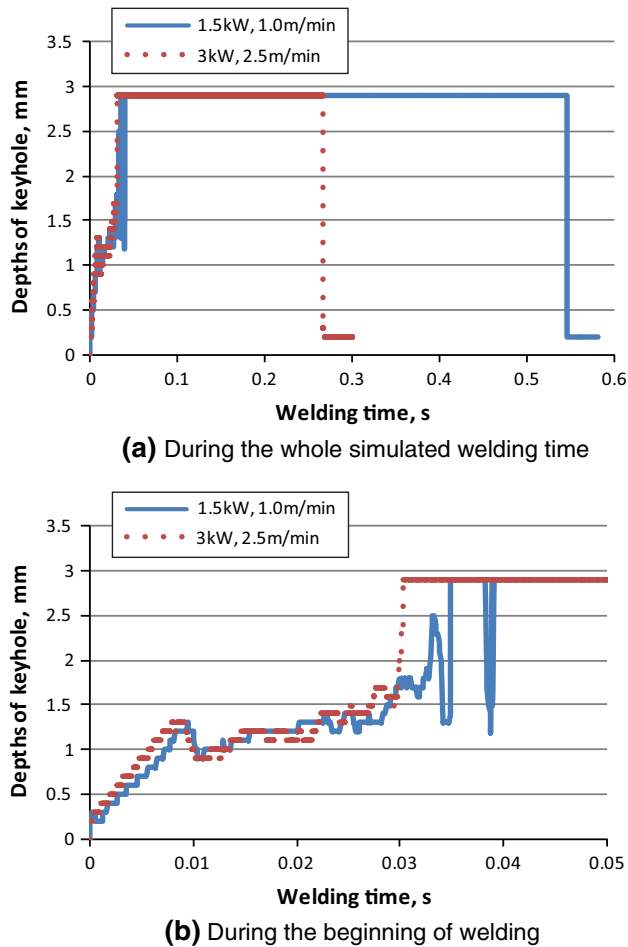 1.5kW, 1.0m/min
3kW, 2.5m/min
3.5
3
2.5
2
1.5
1
0.5
0
Depths of keyhole, mm
0 0.1 0.2 0.3 0.4 0.5 0.6
Welding time, s
(a) During the whole simulated welding time
1.5kW, 1.0m/min
3kW, 2.5m/min
3.5
3
2.5
2
1.5
1
0.5
0
Depths of keyhole, mm
0 0.01 0.02 0.03 0.04 0.05
Welding time, s
(b) During the beginning of welding